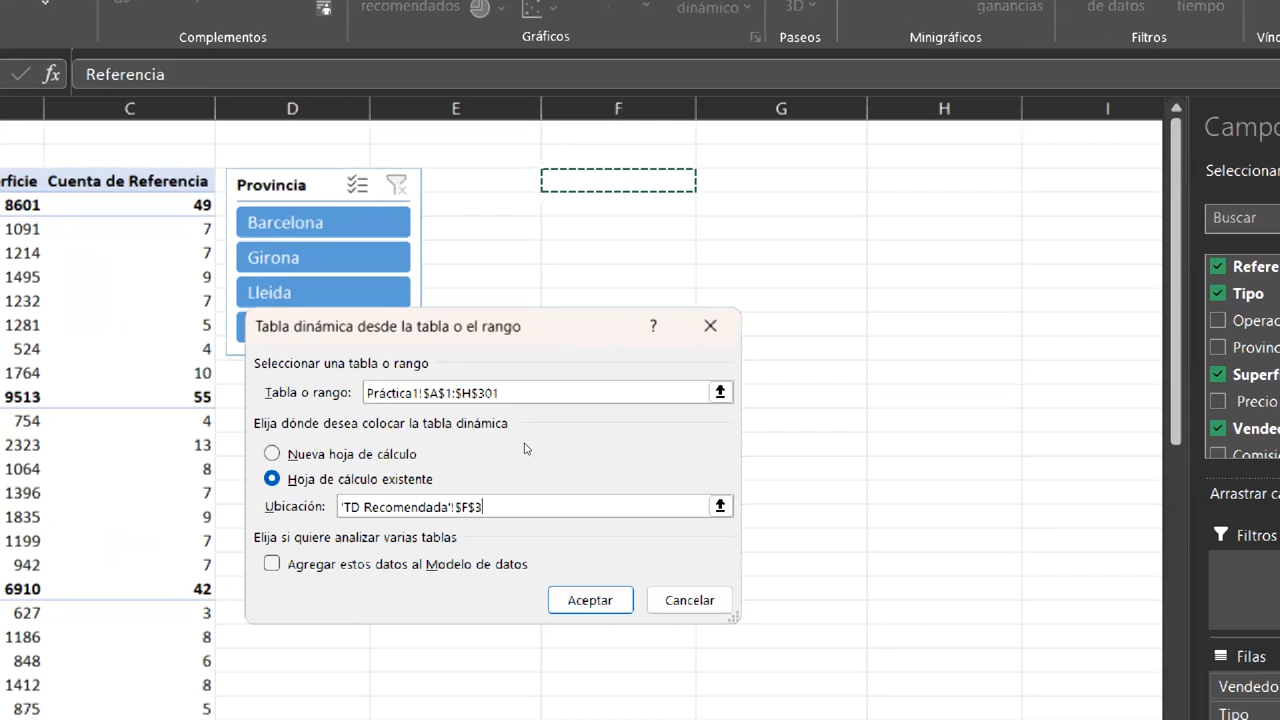 recomendados
dinámico
3D
ganancias
de datos
tiempo
Complementos
Gráficos
Paseos
Minigráficos
Filtros
fx
Referencia
C
D
E
F
G
H
I
Cuenta de Referencia
8601 49
1091 7
1214 7
1495 9
1232 7
1281 5
524 4
1764 10
9513 55
754 4
2323 13
1064 8
1396 7
1835 9
1199 7
942 7
6910 42
627 3
1186 8
848 6
1412 8
875 5
Provincia
Barcelona
Girona
Lleida
Tabla dinámica desde la tabla o el rango
?
Seleccionar una tabla o rango
Tabla o rango: Práctica1!$A$1:$H$301
Elija dónde desea colocar la tabla dinámica
Nueva hoja de cálculo
Hoja de cálculo existente
Ubicación: 'TD Recomendada'!$F$3
Elija si quiere analizar varias tablas
Agregar estos datos al Modelo de datos
Aceptar
Cancelar
Campo
Seleccionar
Buscar
Refere
Tipo
Operac
Provinc
Superf
Precio
Vended
Comisi
Arrastrar ca
Filtros
Filas
Vendedo
Tipo